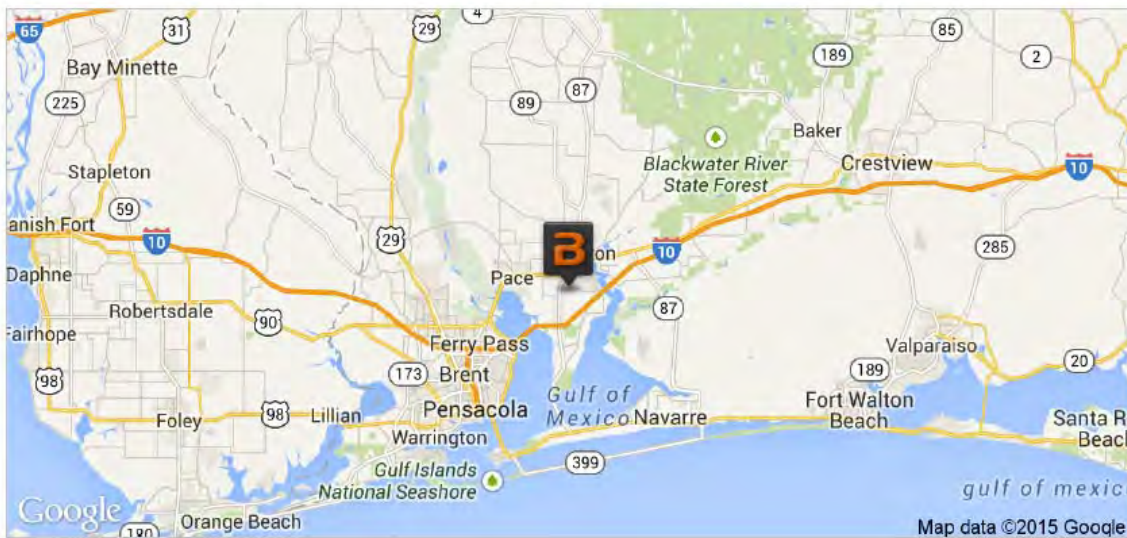 65
31
29
4
85
Bay Minette
189
2
225
89
87
Baker
Crestview
Blackwater River
State Forest
10
Stapleton
59
anish Fort
10
29
B
on
10
285
Daphne
Pace
Robertsdale
90
87
Fairhope
Ferry Pass
Valparaiso
98
173
Brent
189
20
Foley
98
Lillian
Pensacola
Gulf of
Mexico
Navarre
Fort Walton
Beach
Santa R
Beach
Warrington
Gulf Islands
National Seashore
399
gulf of mexic
Google
Orange Beach
180
Map data ©2015 Google